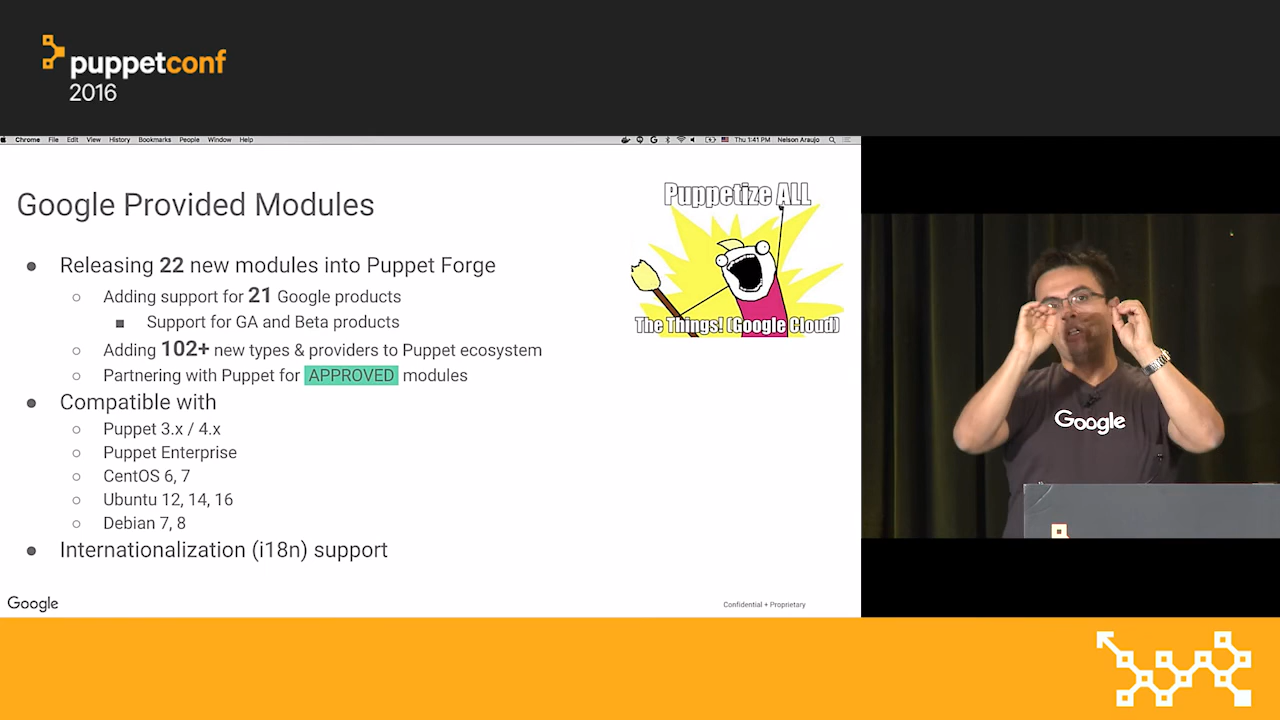 puppetconf
2016
Chrome File Edit View History Bookmarks People Window Help
Thu 1:41 PM Nelson Araujo
Google Provided Modules
Puppetize ALL
The Things! (Google Cloud)
Releasing 22 new modules into Puppet Forge
Adding support for 21 Google products
Support for GA and Beta products
Adding 102+ new types & providers to Puppet ecosystem
Partnering with Puppet for APPROVED modules
Compatible with
Puppet 3.x / 4.x
Puppet Enterprise
CentOS 6, 7
Ubuntu 12, 14, 16
Debian 7, 8
Internationalization (i18n) support
Google
Confidential + Proprietary
Google